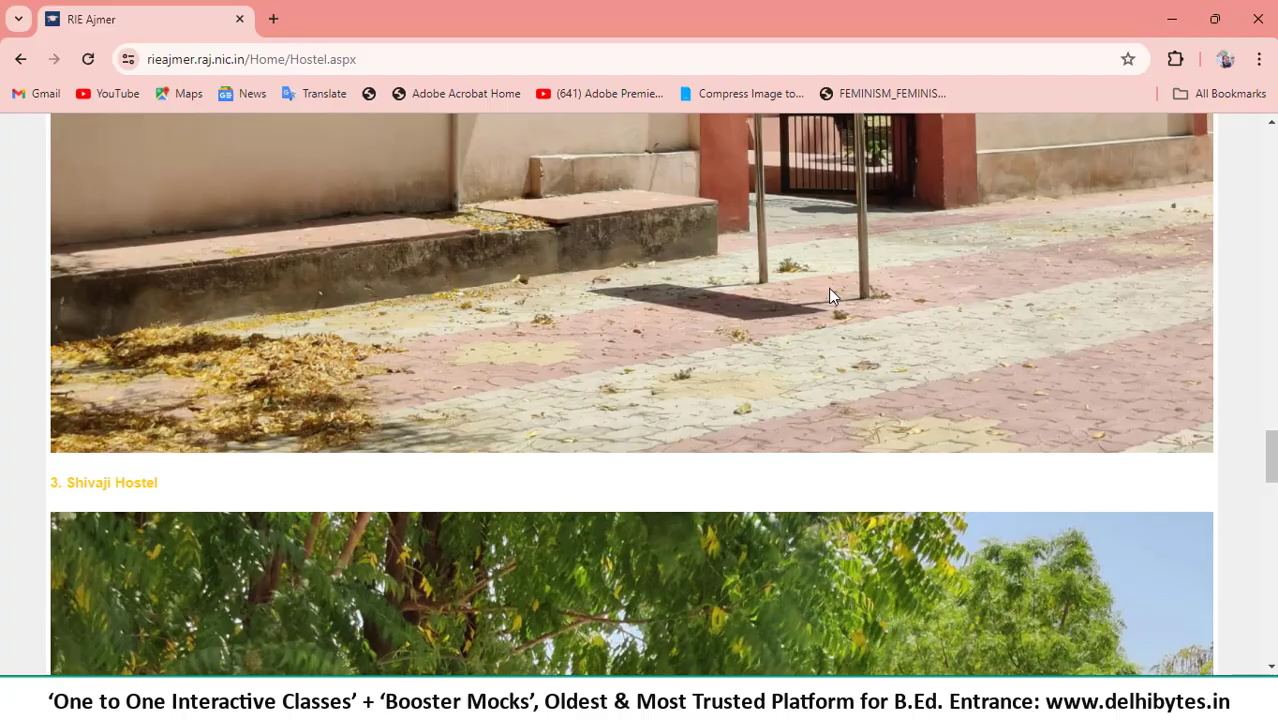 RIE Ajmer
rieajmer.raj.nic.in/Home/Hostel.aspx
Gmail YouTube Maps News Translate Adobe Acrobat Home (641) Adobe Premie... Compress Image to... FEMINISM_FEMINIS... All Bookmarks
3. Shivaji Hostel
‘One to One Interactive Classes’ + ‘Booster Mocks’, Oldest & Most Trusted Platform for B.Ed. Entrance: www.delhibytes.in